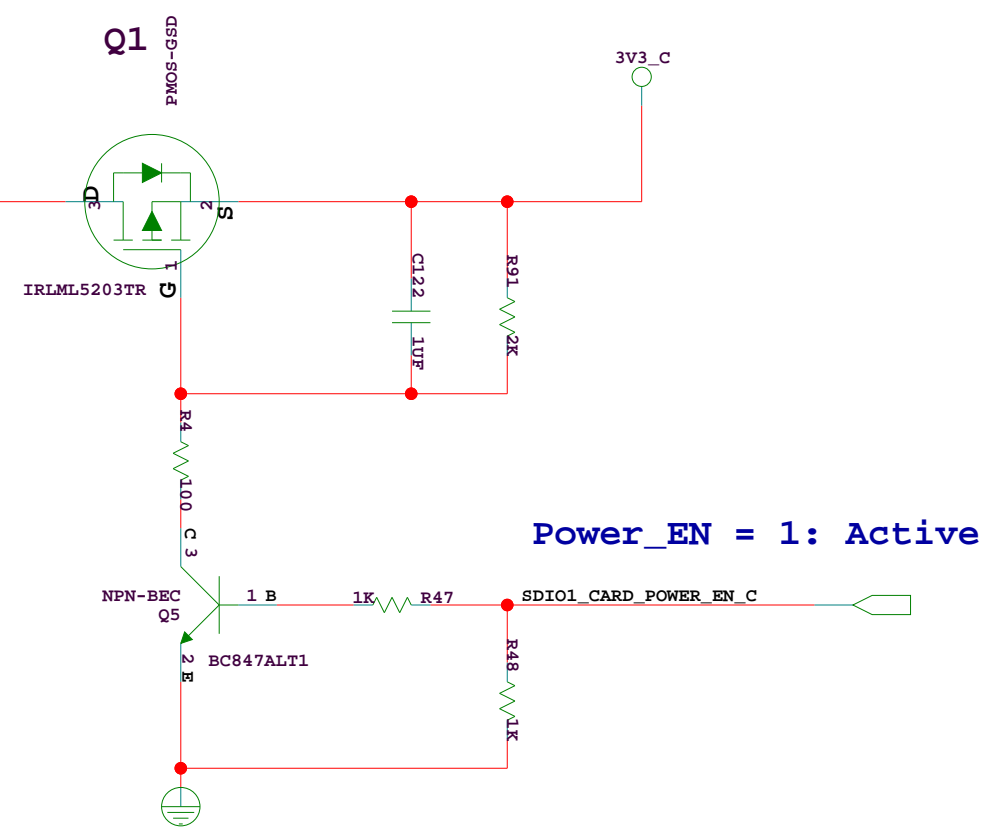 Q1
PMOS-GSD
3V3_C
D
3
2
S
1
G
IRLML5203TR
C122
1UF
R91
2K
R4
100
C
3
Power_EN = 1: Active
NPN-BEC
Q5
1 B
1K
R47
SDIO1_CARD_POWER_EN_C
2
E
BC847ALT1
R48
1K